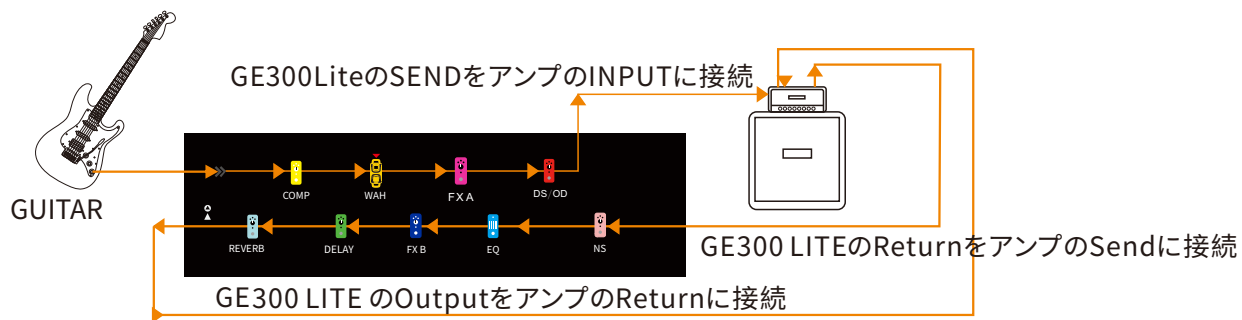 GE300LiteのSENDをアンプのINPUTに接続
GUITAR
COMP
WAH
FX A
DS/OD
REVERB
DELAY
FX B
EQ
NS
GE300 LITEのReturnをアンプのSendに接続
GE300 LITE のOutputをアンプのReturnに接続